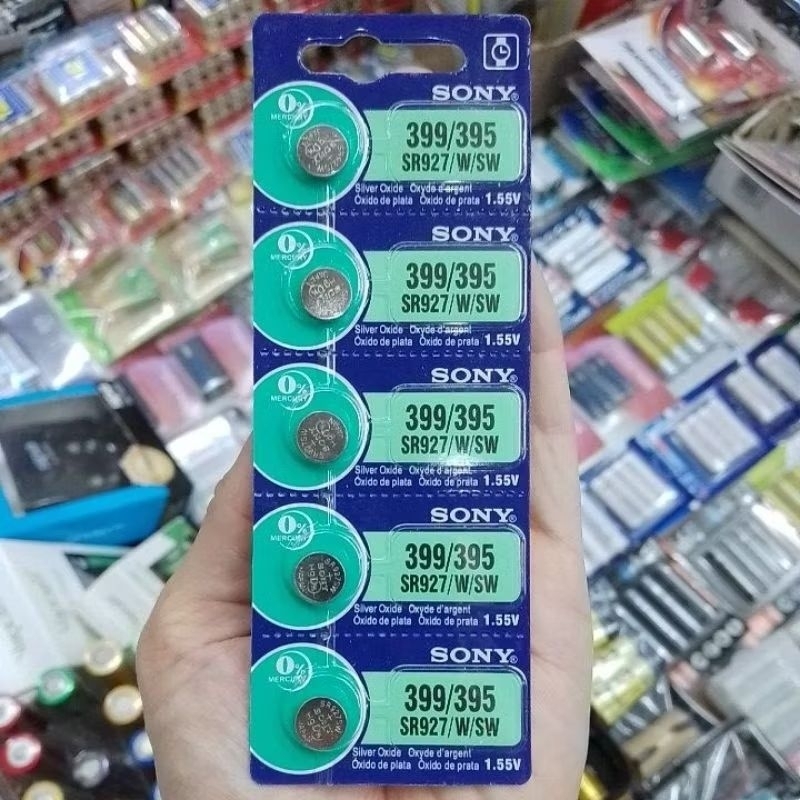 SONY®
0%
MERCURY
399/395
SR927/W/SW
Silver Oxide Oxyde d'argent
Óxido de plata Óxido de prata 1.55V
SONY®
0%
MERCURY
399/395
SR927/W/SW
Silver Oxide Oxyde d'argent
Óxido de plata Óxido de prata 1.55V
SONY®
0%
MERCURY
399/395
SR927/W/SW
Silver Oxide Oxyde d'argent
Óxido de plata Óxido de prata 1.55V
SONY®
0%
MERCURY
399/395
SR927/W/SW
Silver Oxide Oxyde d'argent
Óxido de plata Óxido de prata 1.55V
SR927SW
SONY
JAPAN
SONY®
0%
MERCURY
399/395
SR927/W/SW
Silver Oxide Oxyde d'argent
Óxido de plata Óxido de prata 1.55V
SR927SW